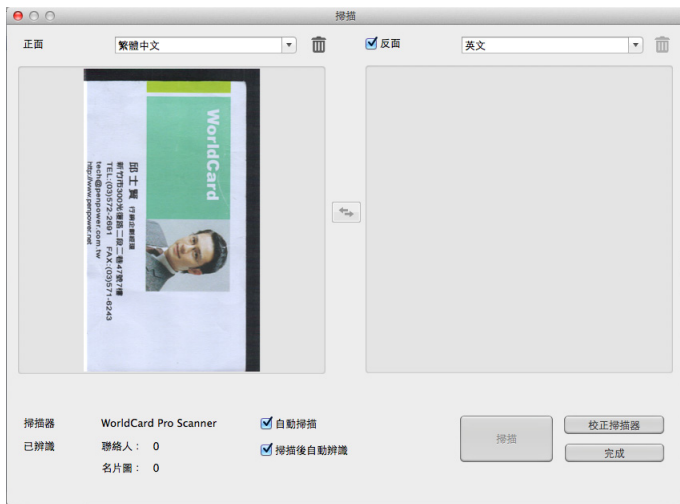 掃描
正面
繁體中文
反面
英文
WorldCard
邱士賢 行銷企劃經理
新竹市300光復路二段二巷47號7樓
TEL:(03)572-2691 FAX:(03)571-6243
tech@penpower.com.tw
http://www.penpower.net
掃描器
WorldCard Pro Scanner
自動掃描
已辨識
聯絡人： 0
掃描後自動辨識
名片圖： 0
掃描
校正掃描器
完成